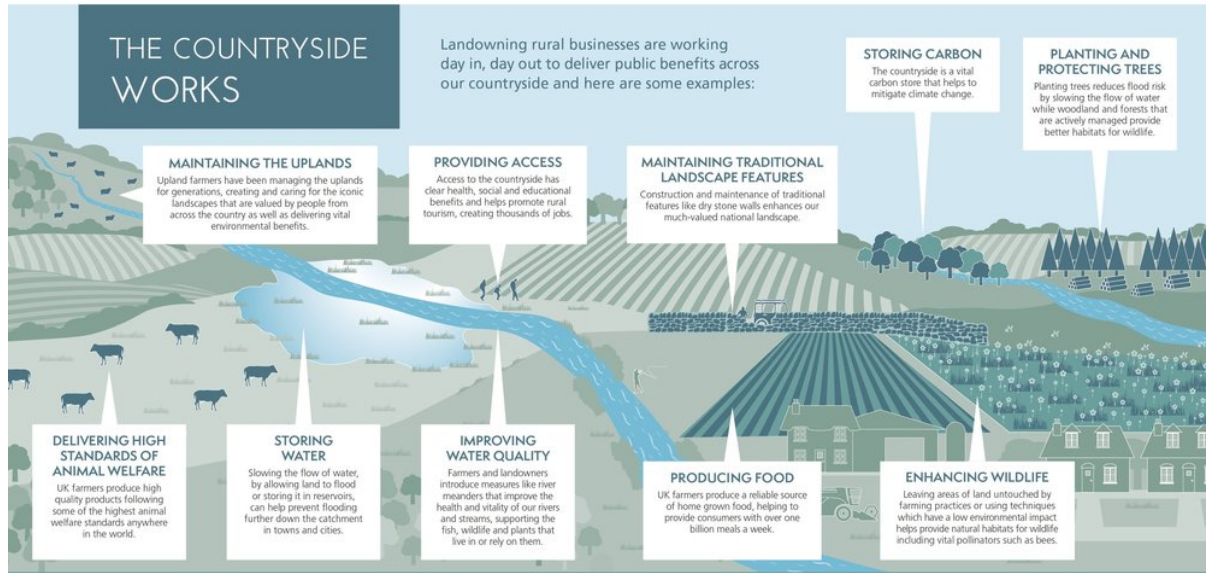 THE COUNTRYSIDE
WORKS
Landowning rural businesses are working
day in, day out to deliver public benefits across
our countryside and here are some examples:
STORING CARBON
The countryside is a vital
carbon store that helps to
mitigate climate change.
PLANTING AND
PROTECTING TREES
Planting trees reduces flood risk
by slowing the flow of water
while woodland and forests that
are actively managed provide
better habitats for wildlife.
MAINTAINING THE UPLANDS
Upland farmers have been managing the uplands
for generations, creating and caring for the iconic
landscapes that are valued by people from
across the country as well as delivering vital
environmental benefits.
PROVIDING ACCESS
Access to the countryside has
clear health, social and educational
benefits and helps promote rural
tourism, creating thousands of jobs.
MAINTAINING TRADITIONAL
LANDSCAPE FEATURES
Construction and maintenance of traditional
features like dry stone walls enhances our
much-valued national landscape.
DELIVERING HIGH
STANDARDS OF
ANIMAL WELFARE
UK farmers produce high
quality products following
some of the highest animal
welfare standards anywhere
in the world.
STORING
WATER
Slowing the flow of water,
by allowing land to flood
or storing it in reservoirs,
can help prevent flooding
further down the catchment
in towns and cities.
IMPROVING
WATER QUALITY
Farmers and landowners
introduce measures like river
meanders that improve the
health and vitality of our rivers
and streams, supporting the
fish, wildlife and plants that
live in or rely on them.
PRODUCING FOOD
UK farmers produce a reliable source
of home grown food, helping to
provide consumers with over one
billion meals a week.
ENHANCING WILDLIFE
Leaving areas of land untouched by
farming practices or using techniques
which have a low environmental impact
helps provide natural habitats for wildlife
including vital pollinators such as bees.